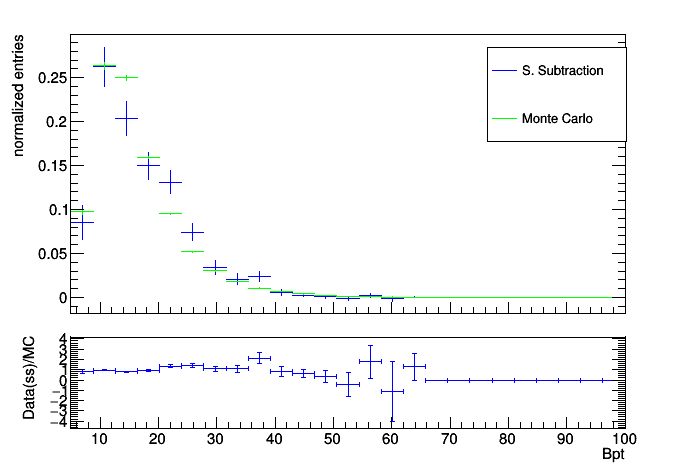 normalized entries
0.25
0.2
0.15
0.1
0.05
0
S. Subtraction
Monte Carlo
Data(ss)/MC
4
3
2
1
0
−1
−2
−3
−4
10 20 30 40 50 60 70 80 90 100
Bpt